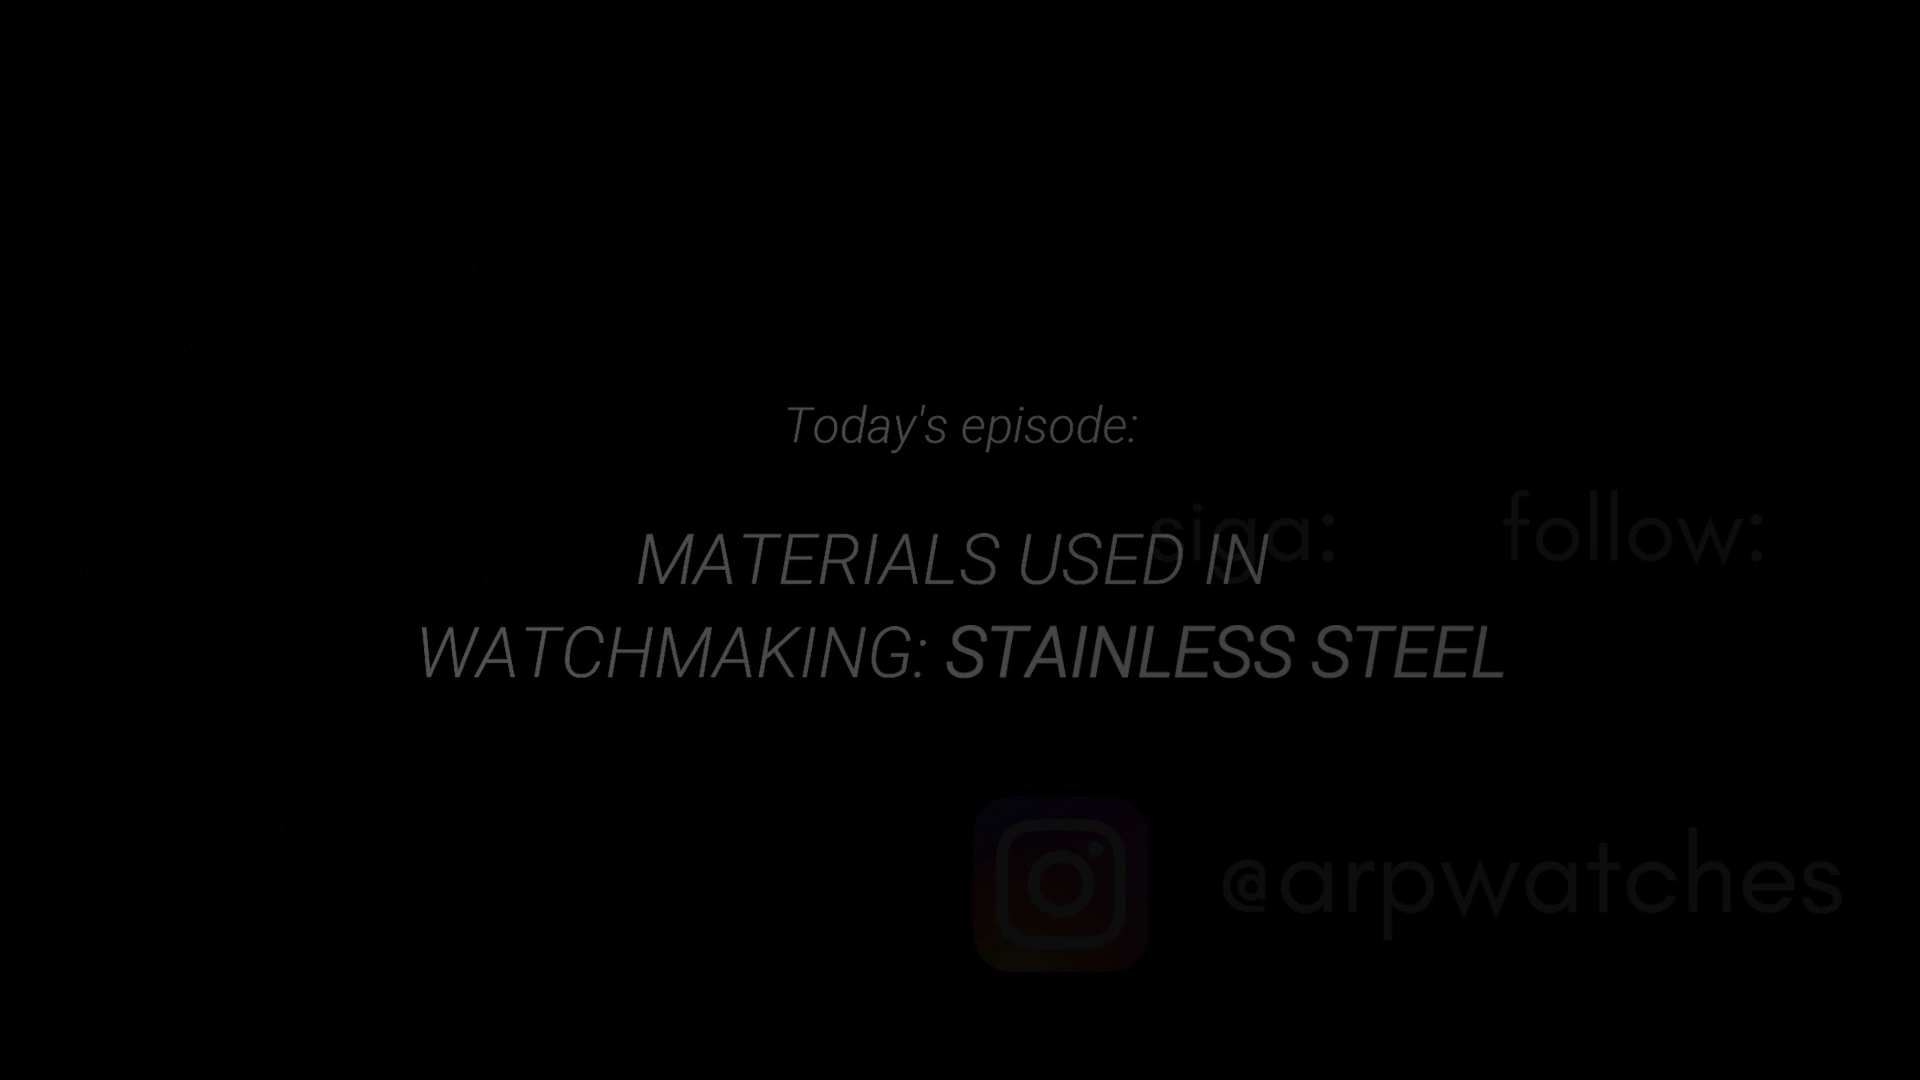 Today's episode:
siga: follow:
MATERIALS USED IN
WATCHMAKING: STAINLESS STEEL
@arpwatches